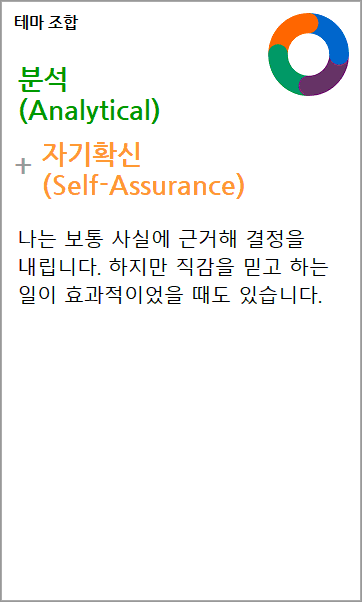 테마 조합
분석
(Analytical)
+ 자기확신
(Self-Assurance)
나는 보통 사실에 근거해 결정을
내립니다. 하지만 직감을 믿고 하는
일이 효과적이었을 때도 있습니다.